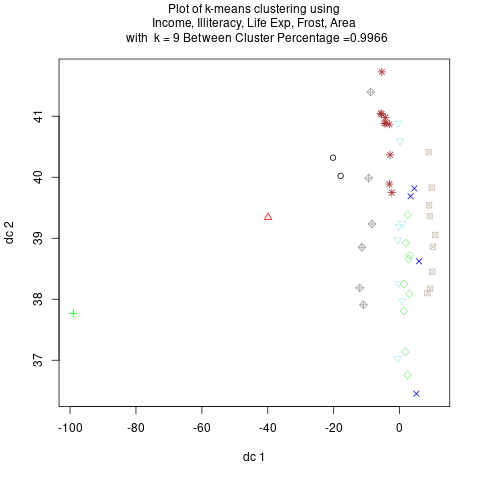 Plot of k-means clustering using
Income, Illiteracy, Life Exp, Frost, Area
with  k = 9 Between Cluster Percentage =0.9966
dc 2
41
40
39
38
37
-100
-80
-60
-40
-20
0
dc 1